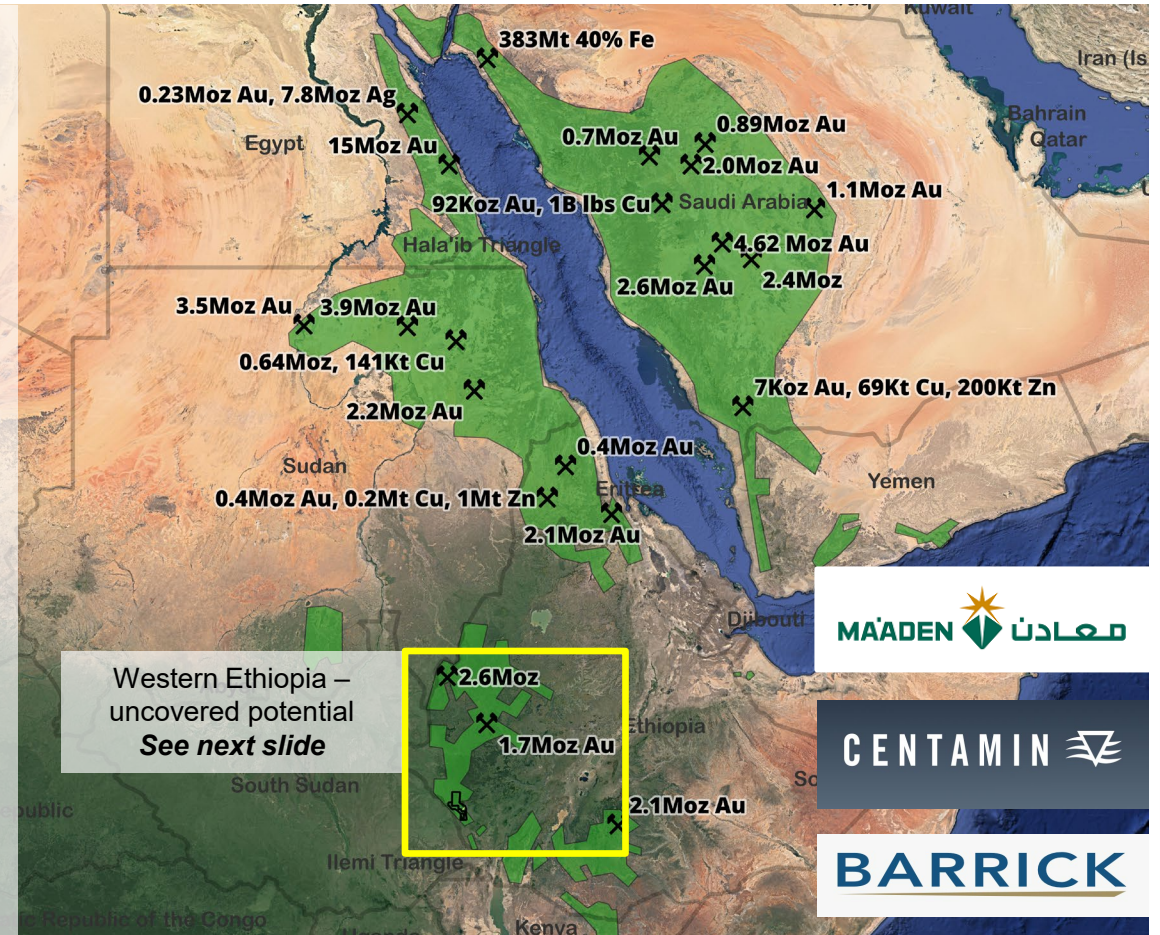 Kuwait
383Mt 40% Fe
Iran (Is
0.23Moz Au, 7.8Moz Ag
Bahrain
Qatar
Egypt
15Moz Au
0.7Moz Au
0.89Moz Au
2.0Moz Au
1.1Moz Au
92Koz Au, 1B lbs Cu
Saudi Arabia
Hala'ib Triangle
4.62 Moz Au
2.6Moz Au
2.4Moz
3.5Moz Au
3.9Moz Au
0.64Moz, 141Kt Cu
2.2Moz Au
7Koz Au, 69Kt Cu, 200Kt Zn
0.4Moz Au
Sudan
Yemen
0.4Moz Au, 0.2Mt Cu, 1Mt Zn
Eritrea
2.1Moz Au
Djibouti
MA'ADEN معادن
Western Ethiopia –
uncovered potential
See next slide
2.6Moz
1.7Moz Au
Ethiopia
CENTAMIN
South Sudan
So
epublic
2.1Moz Au
Ilemi Triangle
BARRICK
tic Republic of the Congo
Uganda
Kenya